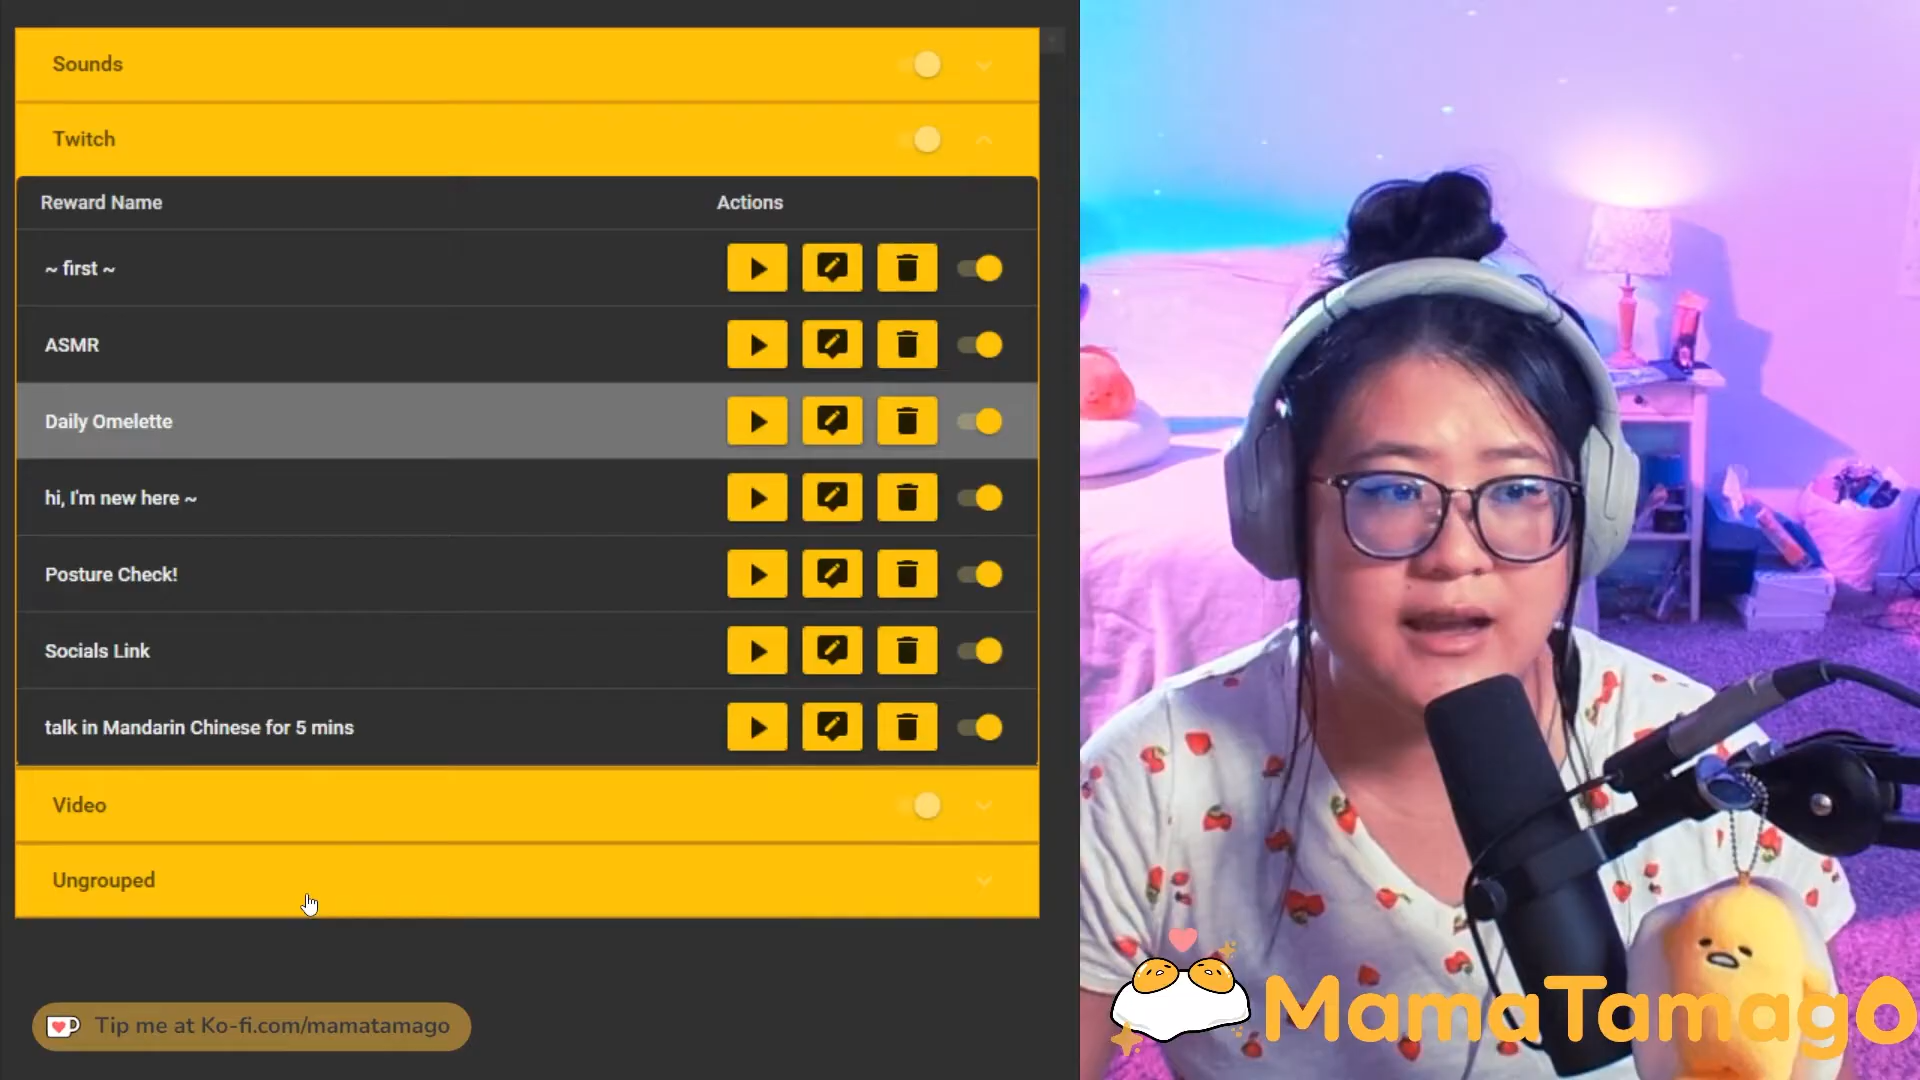 Sounds
Twitch
Reward Name Actions
~ first ~
ASMR
Daily Omelette
hi, I'm new here ~
Posture Check!
Socials Link
talk in Mandarin Chinese for 5 mins
Video
Ungrouped
Tip me at Ko-fi.com/mamatamago
MamaTamago